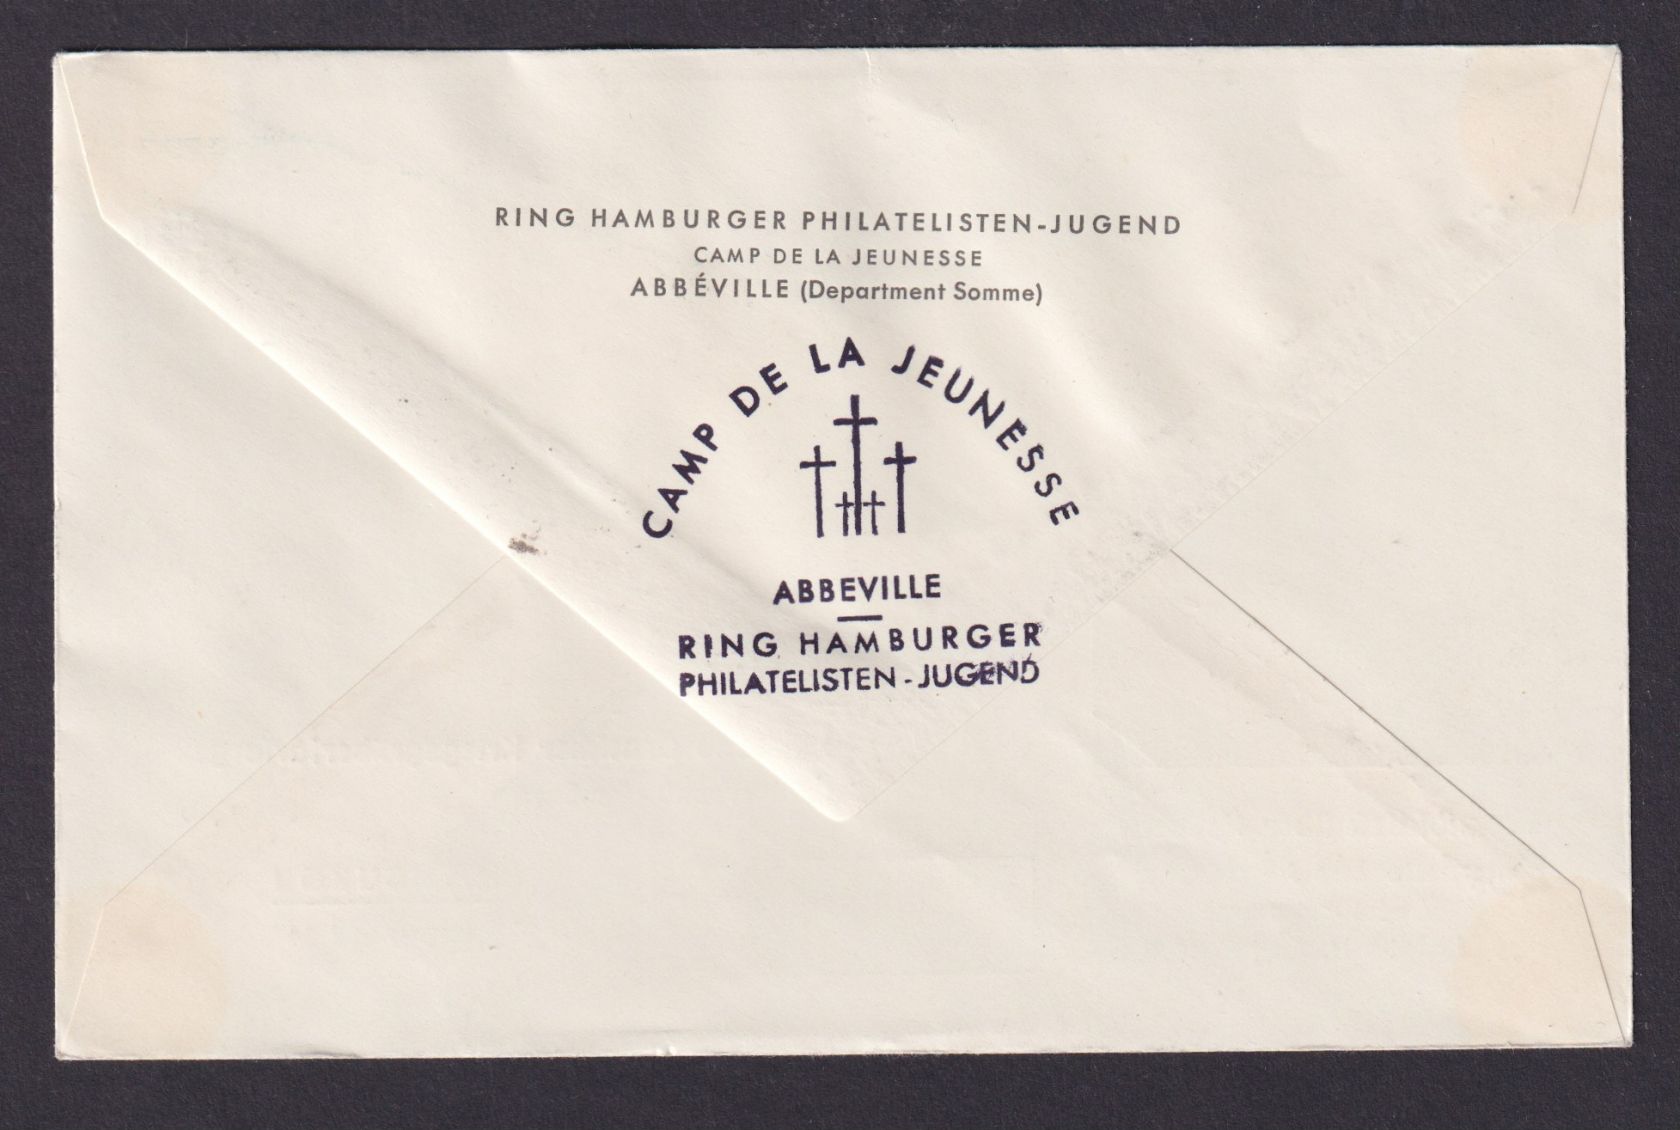 RING HAMBURGER PHILATELISTEN-JUGEND
CAMP DE LA JEUNESSE
ABBÉVILLE (Department Somme)
CAMP DE LA JEUNESSE
ABBEVILLE
RING HAMBURGER
PHILATELISTEN - JUGEND